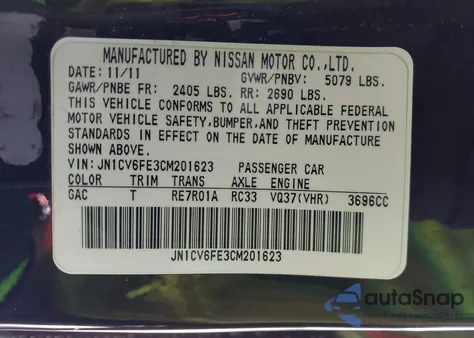 MANUFACTURED BY NISSAN MOTOR CO.,LTD.
DATE: 11/11 GVWR/PNBV: 5079 LBS.
GAWR/PNBE FR: 2405 LBS. RR: 2690 LBS.
THIS VEHICLE CONFORMS TO ALL APPLICABLE FEDERAL
MOTOR VEHICLE SAFETY,BUMPER,AND THEFT PREVENTION
STANDARDS IN EFFECT ON THE DATE OF MANUFACTURE
SHOWN ABOVE.
VIN: JN1CV6FE3CM201623 PASSENGER CAR
COLOR TRIM TRANS AXLE ENGINE
GAC T RE7R01A RC33 VQ37(VHR) 3696CC
JN1CV6FE3CM201623
autaSnap